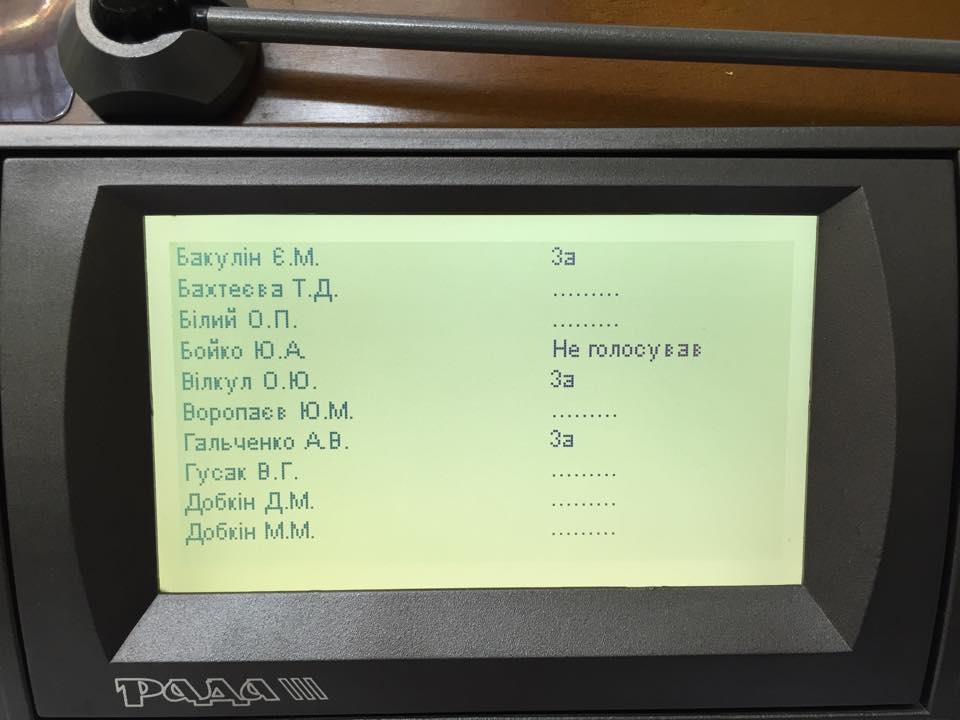 Бакулін Є.М. За
Бахтеєва Т.Д. .........
Білий О.П. .........
Бойко Ю.А. Не голосував
Вілкул О.Ю. За
Воропаєв Ю.М. .........
Гальченко А.В. За
Гусак В.Г. .........
Добкін Д.М. .........
Добкін М.М. .........
РАДА III